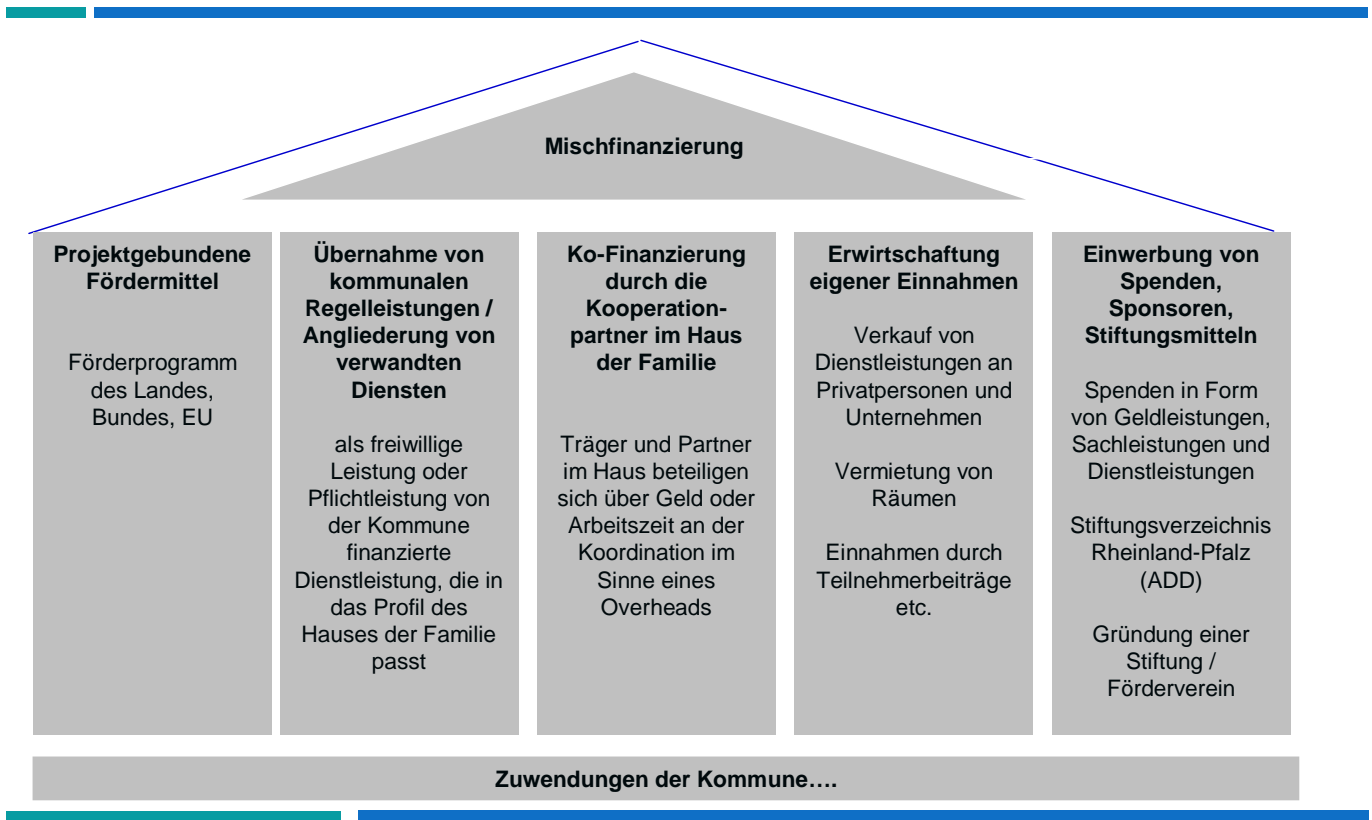 Mischfinanzierung
Projektgebundene
Fördermittel
Förderprogramm
des Landes,
Bundes, EU
Übernahme von
kommunalen
Regelleistungen /
Angliederung von
verwandten
Diensten
als freiwillige
Leistung oder
Pflichtleistung von
der Kommune
finanzierte
Dienstleistung, die in
das Profil des
Hauses der Familie
passt
Ko-Finanzierung
durch die
Kooperation-
partner im Haus
der Familie
Träger und Partner
im Haus beteiligen
sich über Geld oder
Arbeitszeit an der
Koordination im
Sinne eines
Overheads
Erwirtschaftung
eigener Einnahmen
Verkauf von
Dienstleistungen an
Privatpersonen und
Unternehmen
Vermietung von
Räumen
Einnahmen durch
Teilnehmerbeiträge
etc.
Einwerbung von
Spenden,
Sponsoren,
Stiftungsmitteln
Spenden in Form
von Geldleistungen,
Sachleistungen und
Dienstleistungen
Stiftungsverzeichnis
Rheinland-Pfalz
(ADD)
Gründung einer
Stiftung /
Förderverein
Zuwendungen der Kommune….